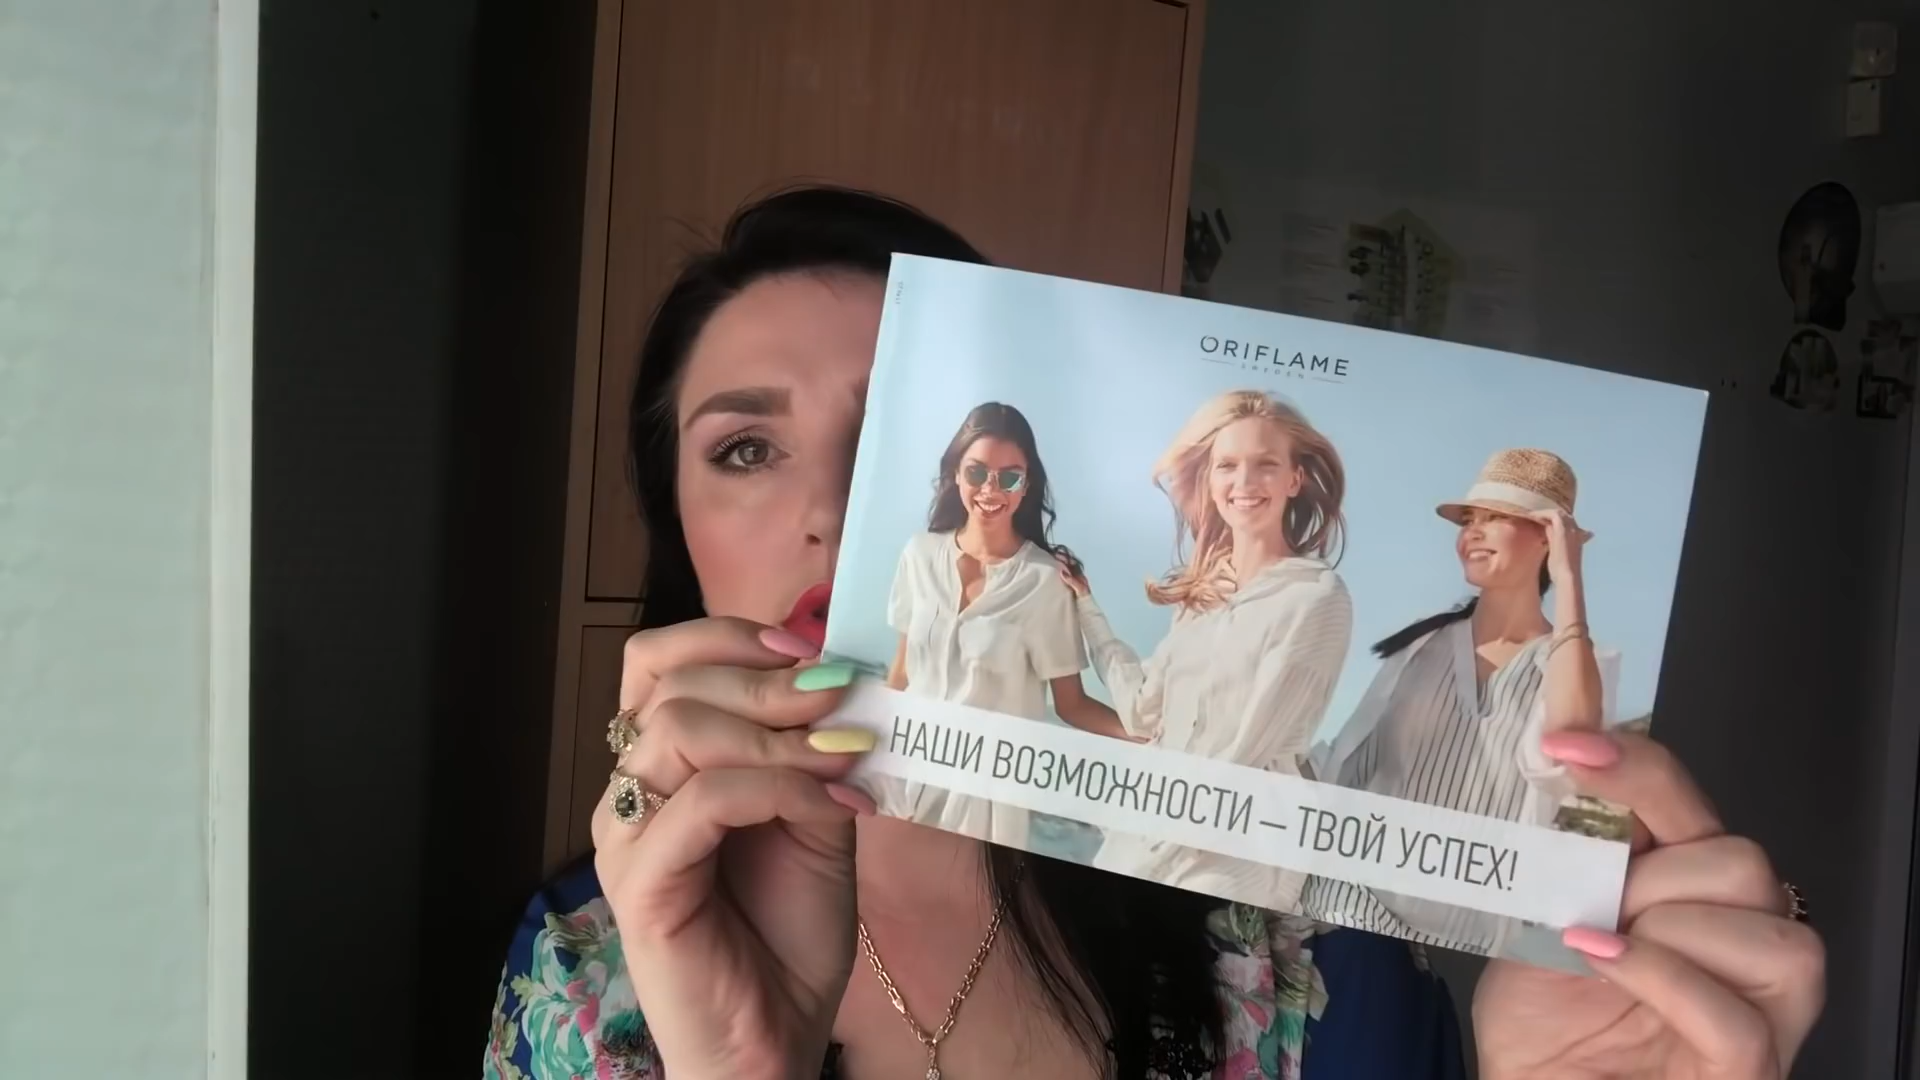 ORIFLAME
SWEDEN
НАШИ ВОЗМОЖНОСТИ – ТВОЙ УСПЕХ!